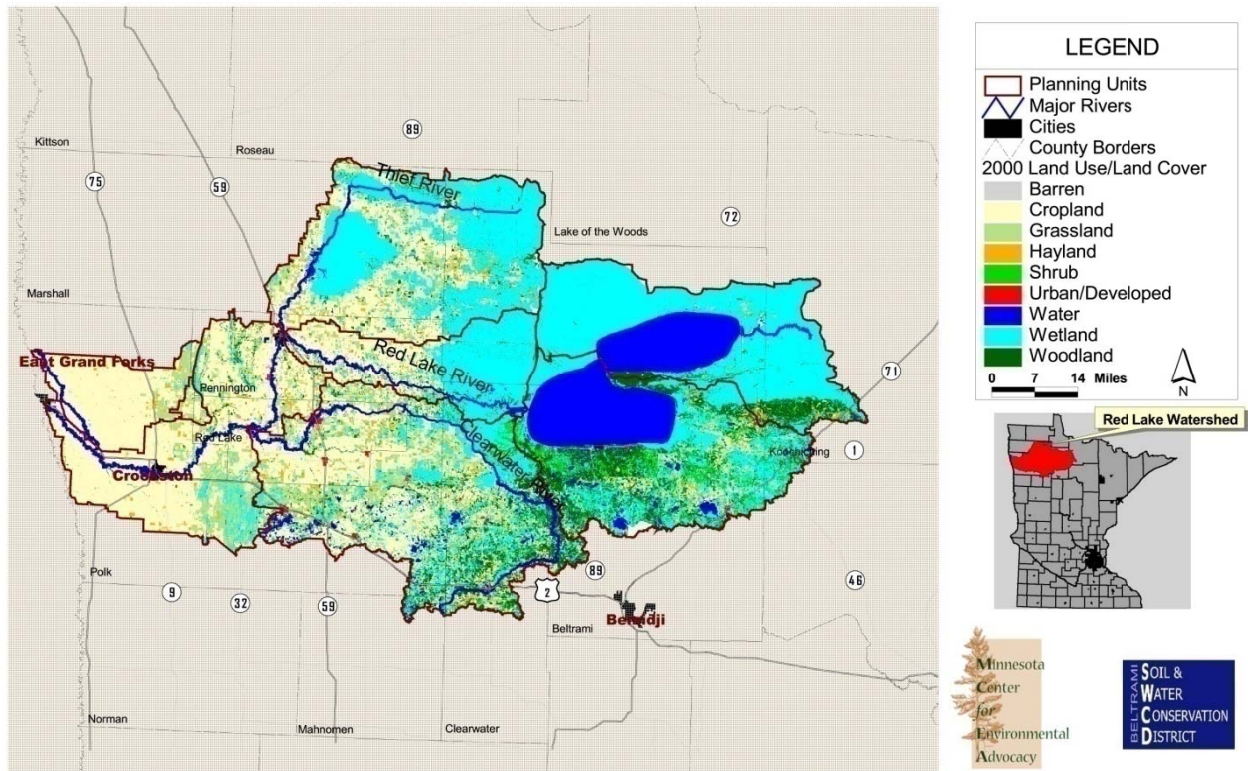 Kittson
Roseau
89
75
59
Thief River
72
Lake of the Woods
Marshall
East Grand Forks
Pennington
Red Lake River
71
Red Lake
Clearwater River
1
Koochiching
Crookston
Polk
9
32
59
2
89
46
Bemidji
Beltrami
Norman
Mahnomen
Clearwater
LEGEND
Planning Units
Major Rivers
Cities
County Borders
2000 Land Use/Land Cover
Barren
Cropland
Grassland
Hayland
Shrub
Urban/Developed
Water
Wetland
Woodland
0 7 14 Miles
N
Red Lake Watershed
Minnesota
Center
for
Environmental
Advocacy
BELTRAMI
SOIL &
WATER
CONSERVATION
DISTRICT